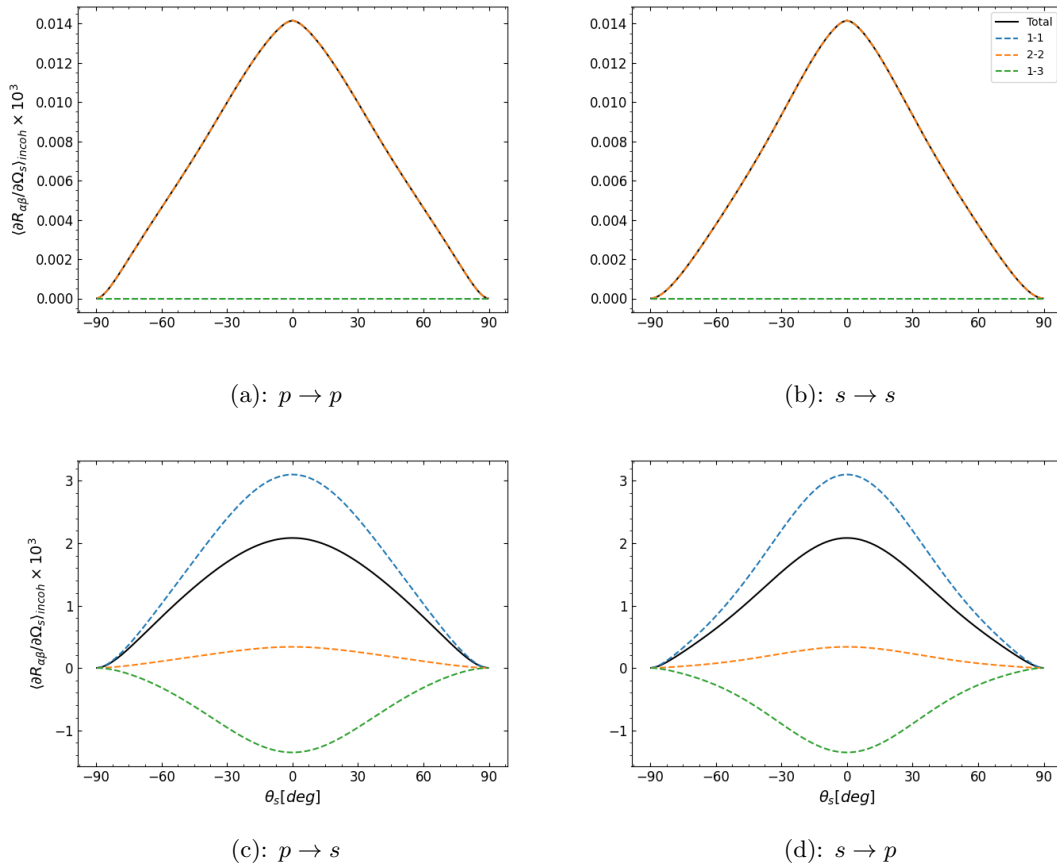 0.014
0.012
0.010
0.008
0.006
0.004
0.002
0.000
⟨∂R_{αβ}/∂Ω_s⟩_{incoh} × 10³
−90 −60 −30 0 30 60 90
(a): p → p
0.014
0.012
0.010
0.008
0.006
0.004
0.002
0.000
Total
1-1
2-2
1-3
−90 −60 −30 0 30 60 90
(b): s → s
3
2
1
0
−1
⟨∂R_{αβ}/∂Ω_s⟩_{incoh} × 10³
−90 −60 −30 0 30 60 90
θ_s[deg]
(c): p → s
3
2
1
0
−1
−90 −60 −30 0 30 60 90
θ_s[deg]
(d): s → p